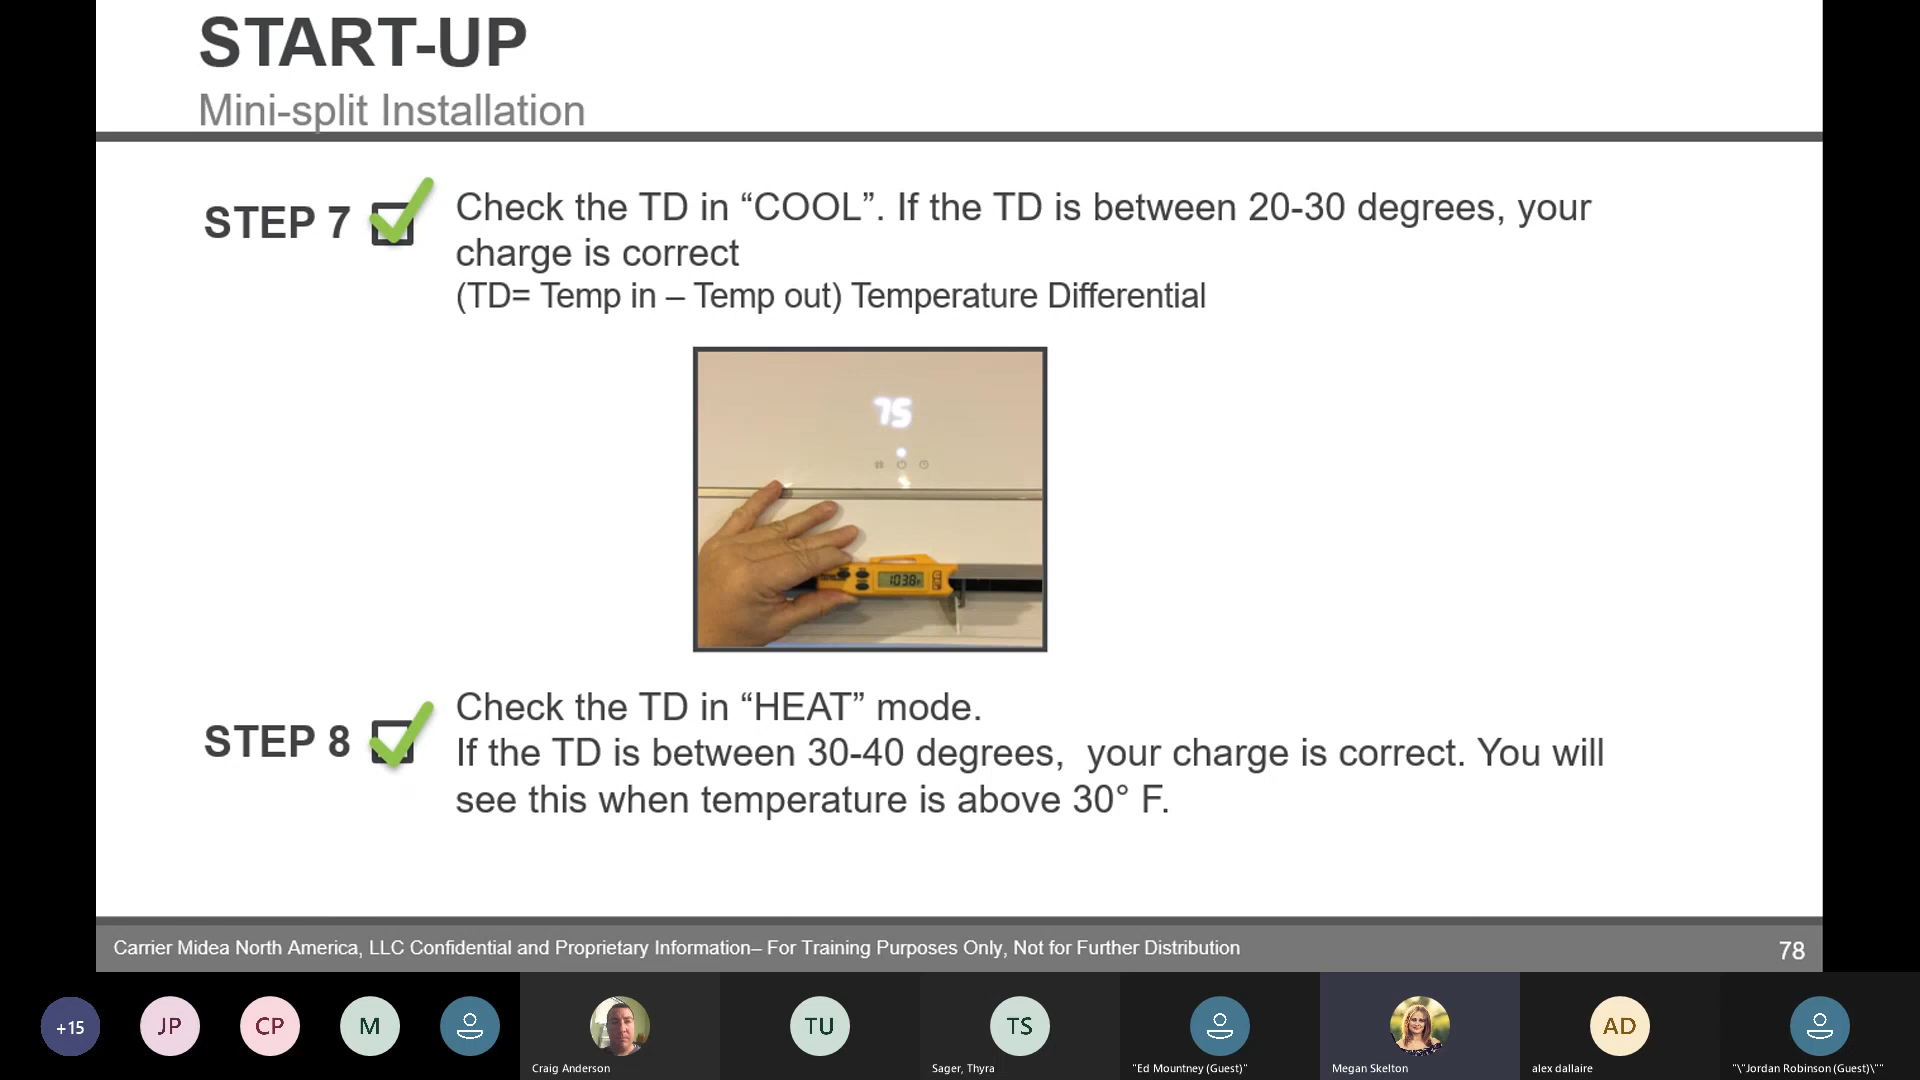 START-UP
Mini-split Installation
STEP 7
Check the TD in “COOL”. If the TD is between 20-30 degrees, your
charge is correct
(TD= Temp in – Temp out) Temperature Differential
75
103.8F
STEP 8
Check the TD in “HEAT” mode.
If the TD is between 30-40 degrees,  your charge is correct. You will
see this when temperature is above 30° F.
Carrier Midea North America, LLC Confidential and Proprietary Information– For Training Purposes Only, Not for Further Distribution
78
+15
JP
CP
M
TU
TS
AD
Craig Anderson
Sager, Thyra
"Ed Mountney (Guest)"
Megan Skelton
alex dallaire
"\"Jordan Robinson (Guest)\""